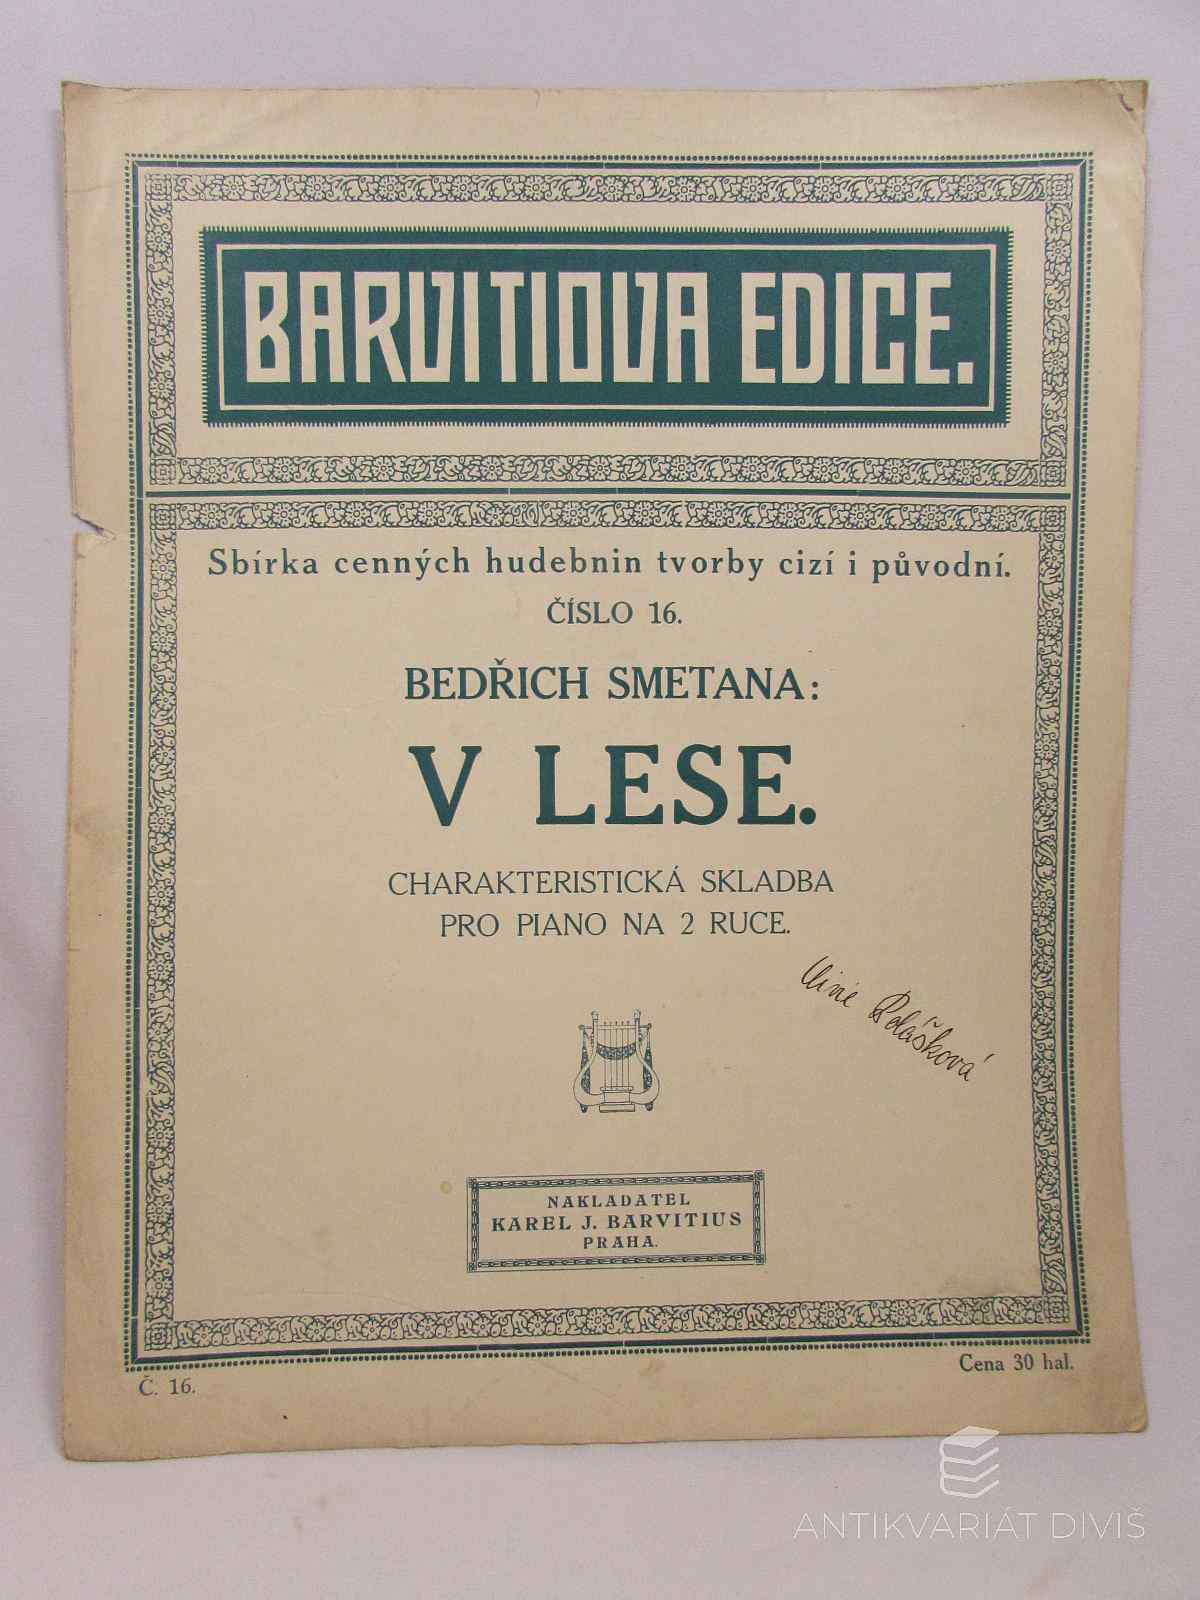 BARVITIOVA EDICE.
Sbírka cenných hudebnin tvorby cizí i původní.
ČÍSLO 16.
BEDŘICH SMETANA:
V LESE.
CHARAKTERISTICKÁ SKLADBA
PRO PIANO NA 2 RUCE.
Polášková
NAKLADATEL
KAREL J. BARVITIUS
PRAHA.
Cena 30 hal.
Č. 16.
ANTIKVARIÁT DIVIŠ